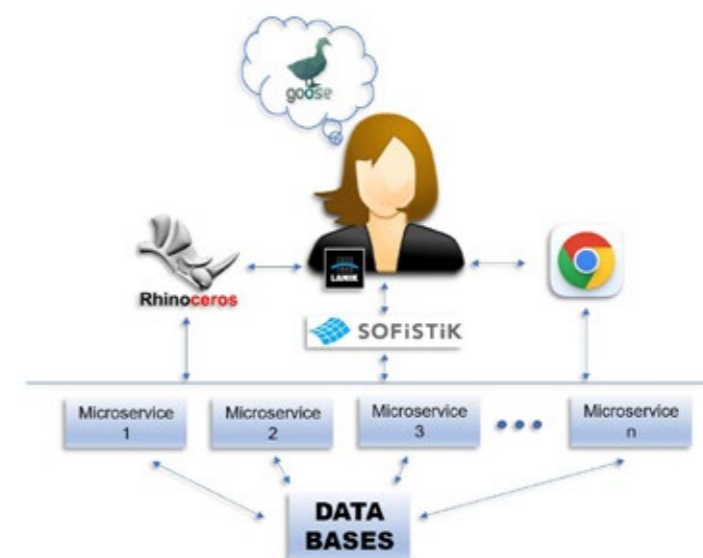 goose
LANIK
Rhinoceros
SOFiSTiK
Microservice
1
Microservice
2
Microservice
3
Microservice
n
DATA
BASES